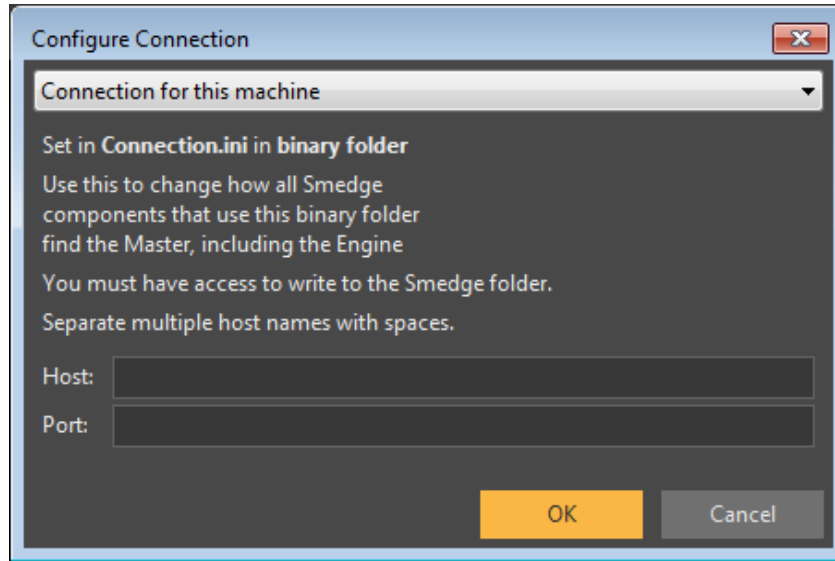 Configure Connection
Connection for this machine
Set in Connection.ini in binary folder
Use this to change how all Smedge
components that use this binary folder
find the Master, including the Engine
You must have access to write to the Smedge folder.
Separate multiple host names with spaces.
Host:
Port:
OK Cancel